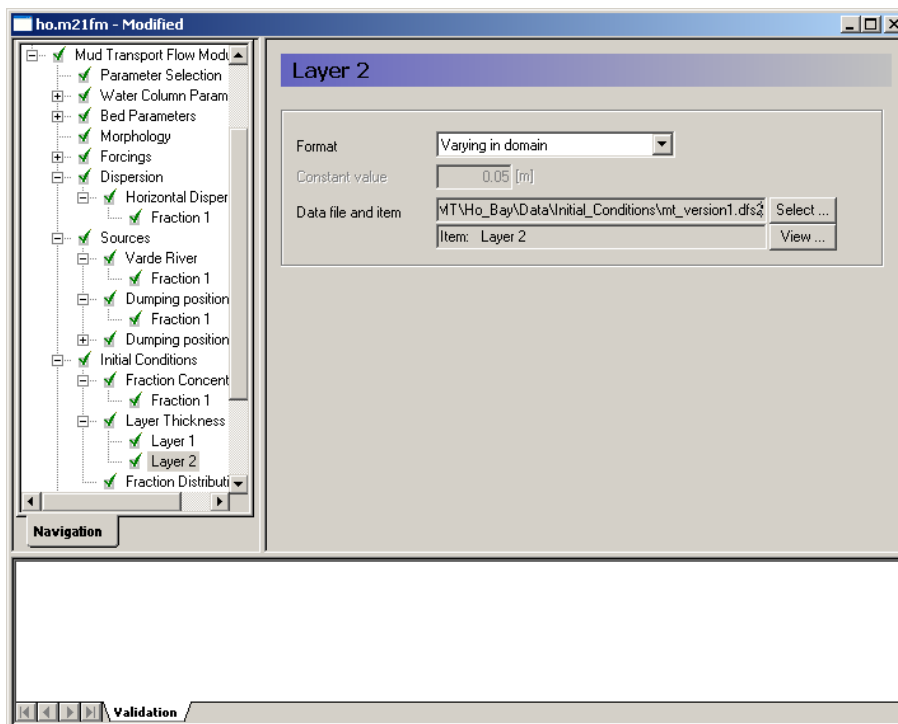 ho.m21fm - Modified
Mud Transport Flow Modu
Parameter Selection
Water Column Param
Bed Parameters
Morphology
Forcings
Dispersion
Horizontal Disper
Fraction 1
Sources
Varde River
Fraction 1
Dumping position
Fraction 1
Dumping position
Initial Conditions
Fraction Concent
Fraction 1
Layer Thickness
Layer 1
Layer 2
Fraction Distributi
Navigation
Layer 2
Format Varying in domain
Constant value 0.05 [m]
Data file and item MT\Ho_Bay\Data\Initial_Conditions\mt_version1.dfs2 Select ...
Item: Layer 2 View ...
Validation